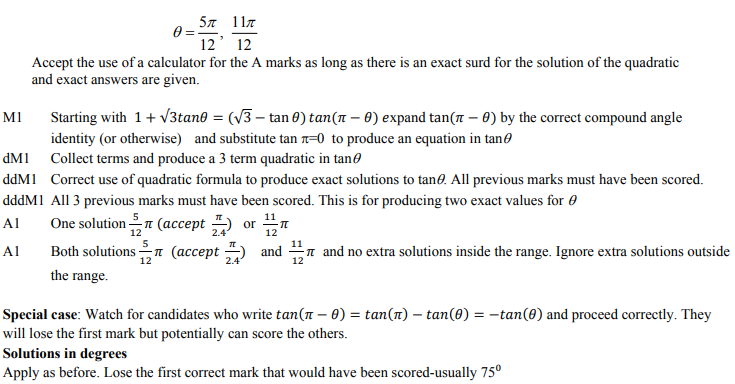 θ = 5π/12, 11π/12
Accept the use of a calculator for the A marks as long as there is an exact surd for the solution of the quadratic
and exact answers are given.
M1 Starting with 1 + √3tanθ = (√3 − tan θ) tan(π − θ) expand tan(π − θ) by the correct compound angle
identity (or otherwise) and substitute tan π=0 to produce an equation in tanθ
dM1 Collect terms and produce a 3 term quadratic in tanθ
ddM1 Correct use of quadratic formula to produce exact solutions to tanθ. All previous marks must have been scored.
dddM1 All 3 previous marks must have been scored. This is for producing two exact values for θ
A1 One solution 5/12 π (accept π/2.4) or 11/12 π
A1 Both solutions 5/12 π (accept π/2.4) and 11/12 π and no extra solutions inside the range. Ignore extra solutions outside
the range.
Special case: Watch for candidates who write tan(π − θ) = tan(π) − tan(θ) = −tan(θ) and proceed correctly. They
will lose the first mark but potentially can score the others.
Solutions in degrees
Apply as before. Lose the first correct mark that would have been scored-usually 75⁰